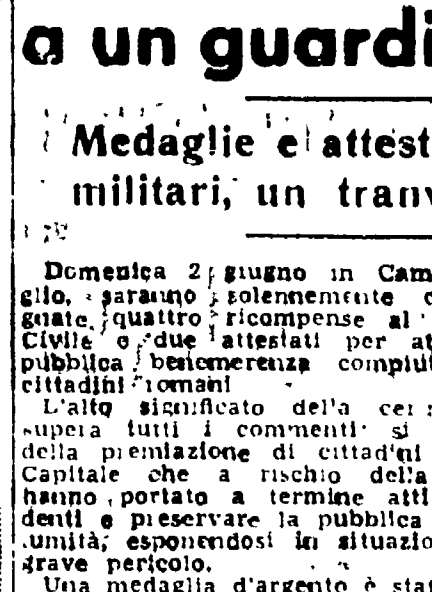 a un guardi
Medaglie e attest
militari, un tranv
Domenica 2 giugno in Cam
glio, saranno solennemente c
gnate quattro ricompense al
Civile e due attestati per at
pubblica benemerenza compiut
cittadini romani
L'alto significato della cer
supera tutti i commenti: si
della premiazione di cittadini
Capitale che a rischio della
hanno portato a termine atti
denti e preservare la pubblica
umità, esponendosi in situazio
grave pericolo.
Una medaglia d'argento è stat